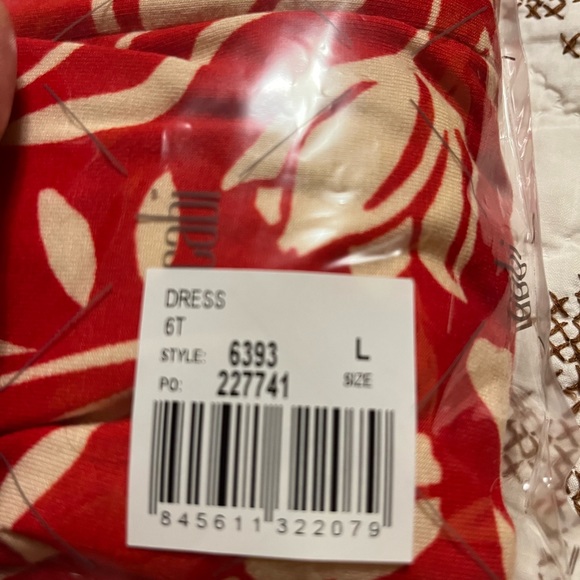 DRESS
6T
STYLE: 6393 L
PO: 227741 SIZE
845611 322079